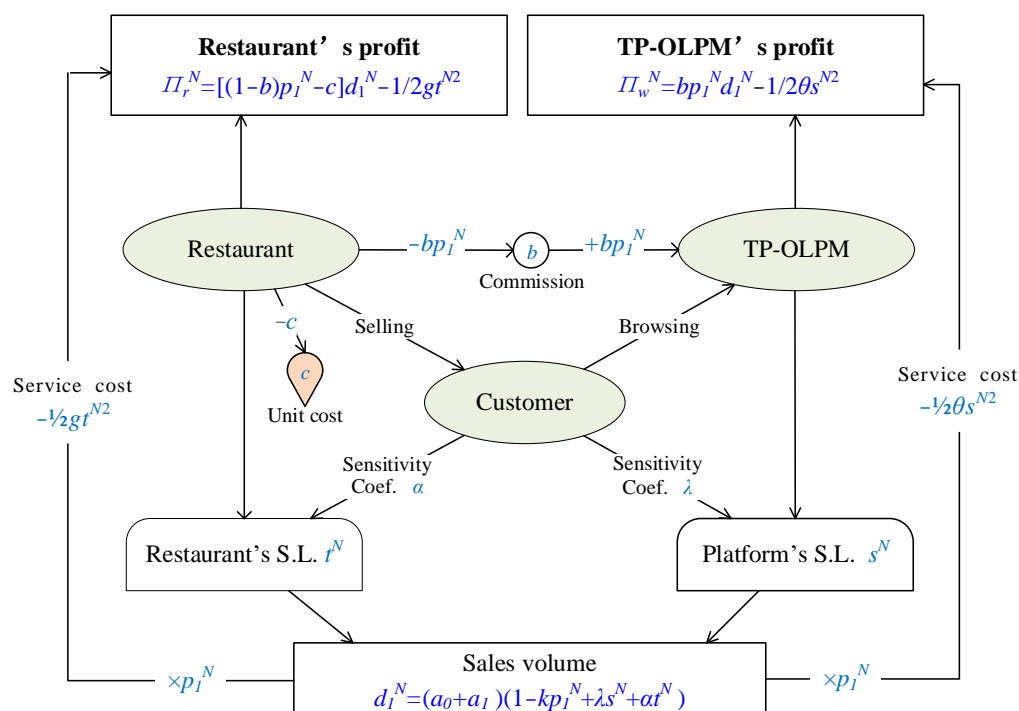 Restaurant’s profit
Π_r^N=[(1-b)p_1^N-c]d_1^N-1/2gt^{N2}
TP-OLPM’s profit
Π_w^N=bp_1^N d_1^N-1/2θs^{N2}
Restaurant
−bp_1^N
b
+bp_1^N
Commission
TP-OLPM
−c
Selling
Browsing
c
Unit cost
Customer
Service cost
−½gt^{N2}
Service cost
−½θs^{N2}
Sensitivity
Coef. α
Sensitivity
Coef. λ
Restaurant’s S.L. t^N
Platform’s S.L. s^N
×p_1^N
Sales volume
d_1^N=(a_0+a_1)(1-kp_1^N+λs^N+αt^N)
×p_1^N